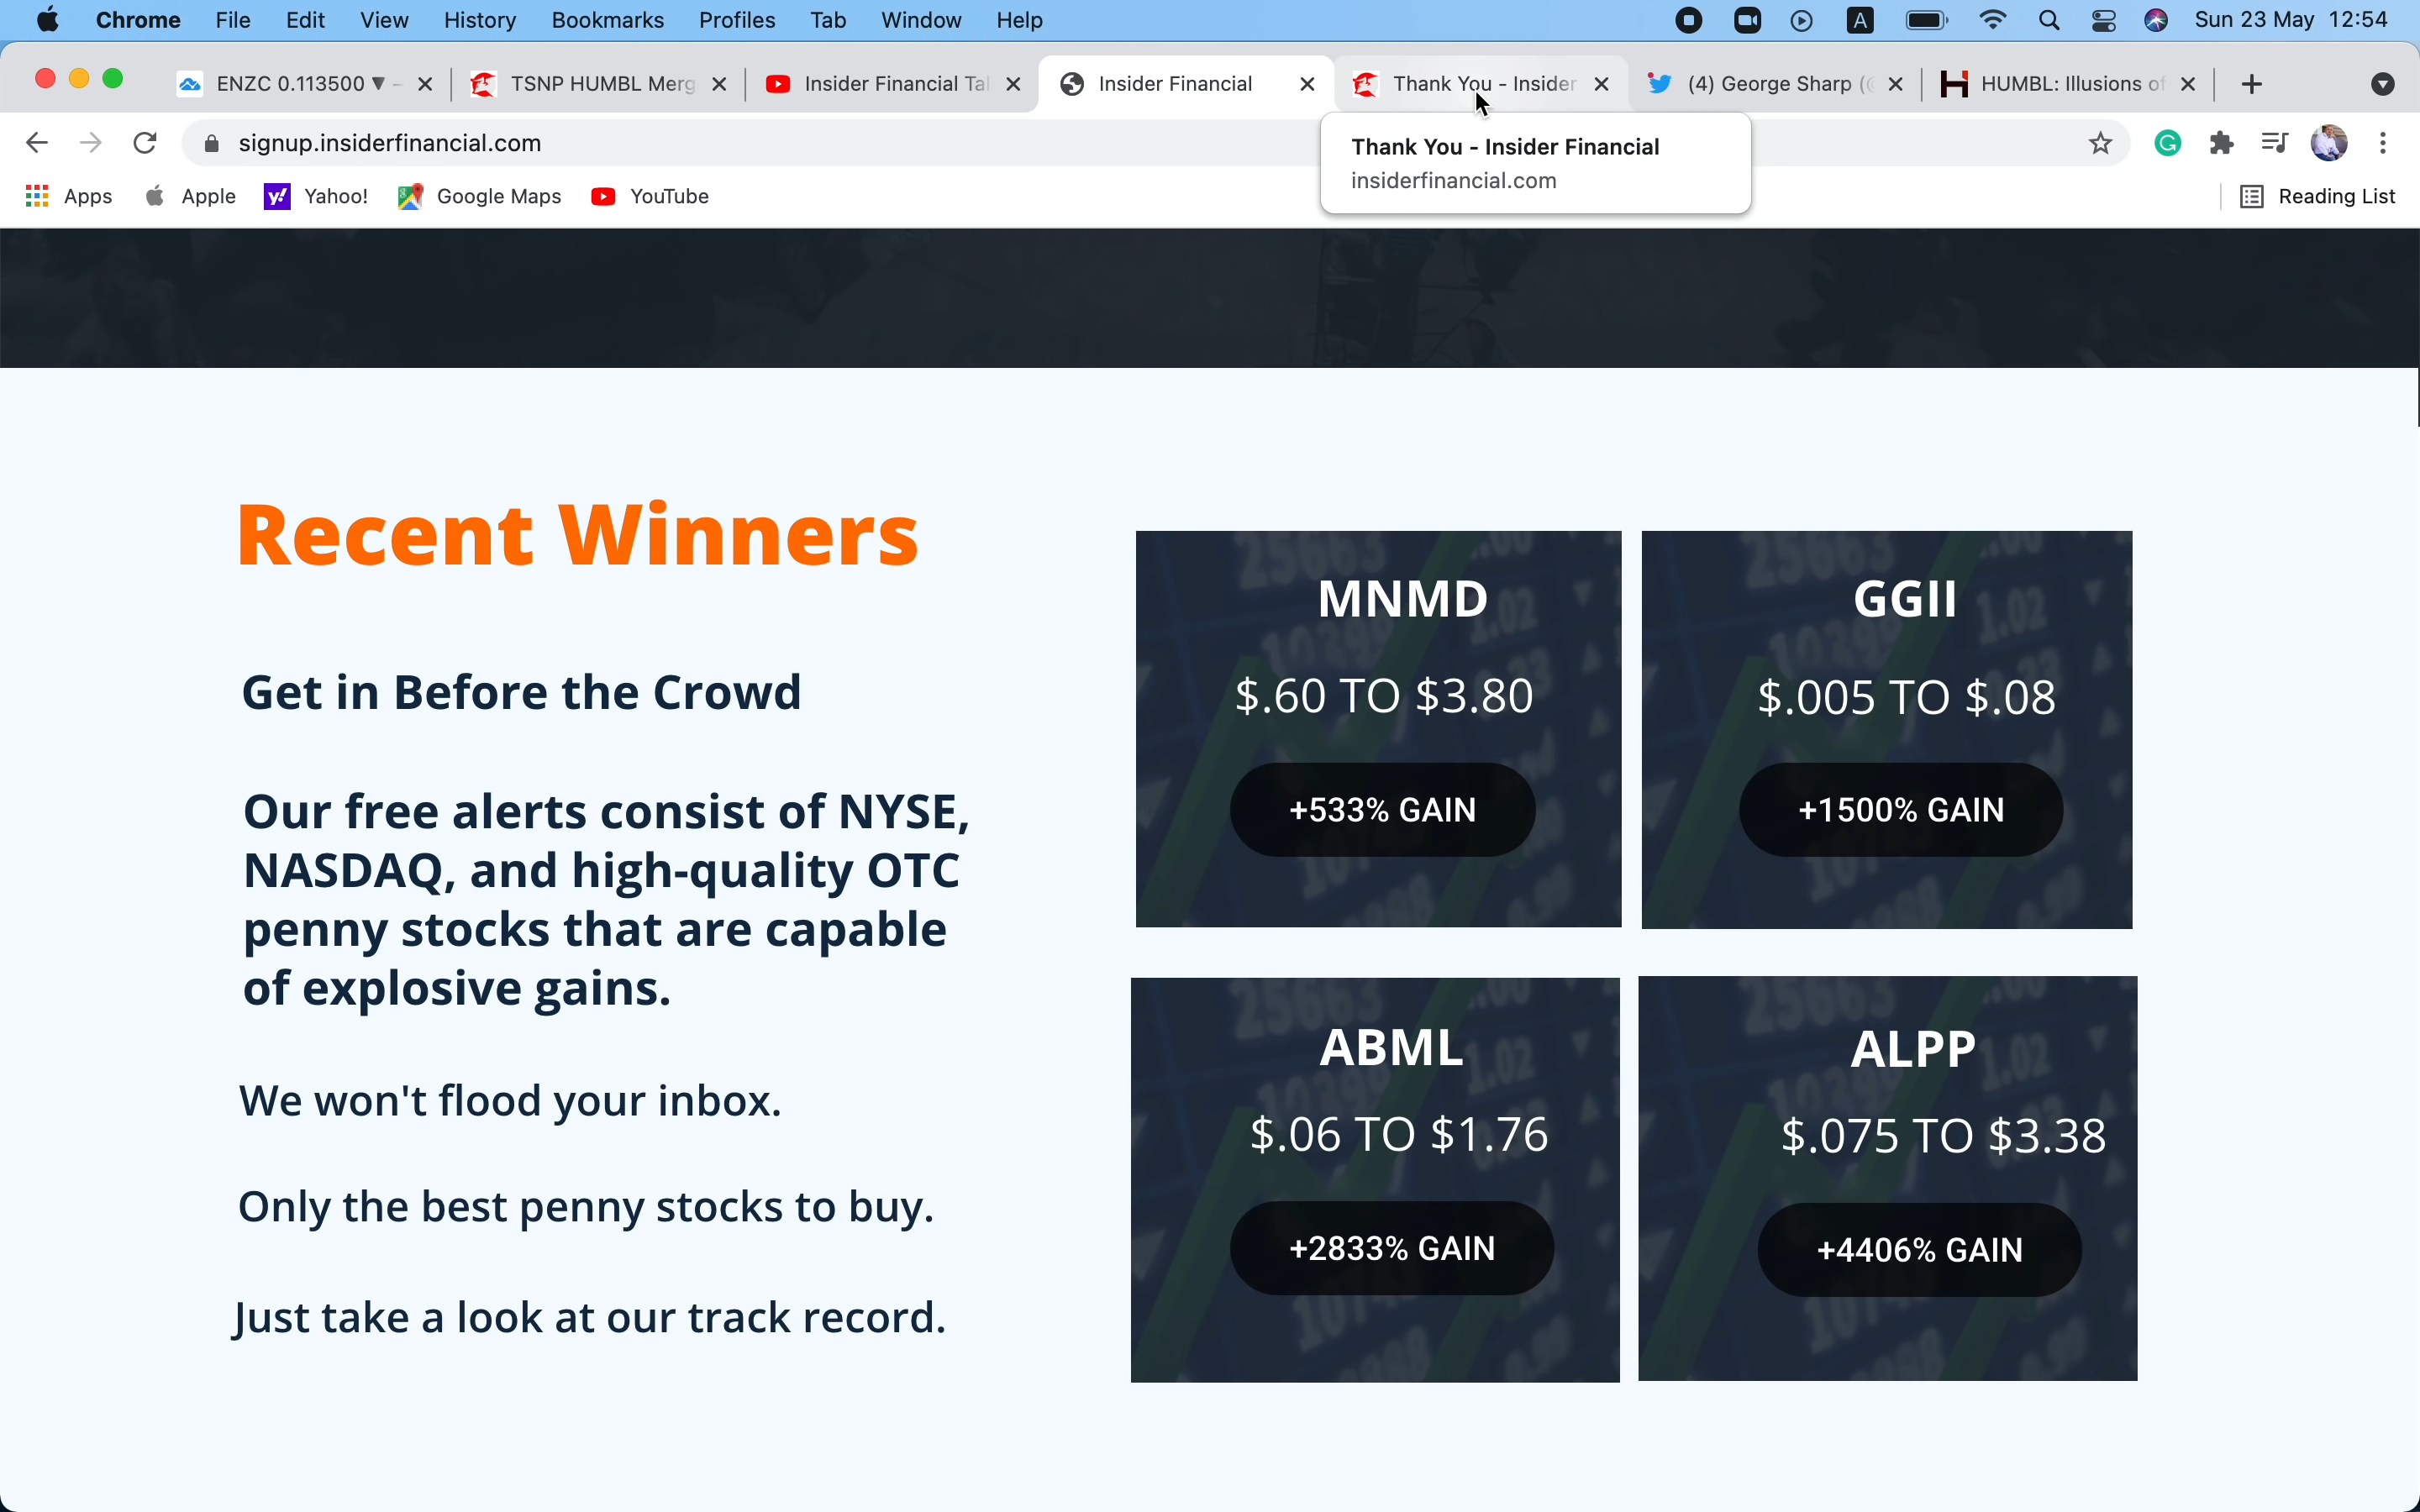 Chrome File Edit View History Bookmarks Profiles Tab Window Help A Sun 23 May 12:54
ENZC 0.113500 ▼ - TSNP HUMBL Merg Insider Financial Tal Insider Financial Thank You - Insider (4) George Sharp (@ HUMBL: Illusions of
signup.insiderfinancial.com
Thank You - Insider Financial
insiderfinancial.com
Apps Apple Yahoo! Google Maps YouTube Reading List
Recent Winners
Get in Before the Crowd
Our free alerts consist of NYSE,
NASDAQ, and high-quality OTC
penny stocks that are capable
of explosive gains.
We won't flood your inbox.
Only the best penny stocks to buy.
Just take a look at our track record.
MNMD
$.60 TO $3.80
+533% GAIN
GGII
$.005 TO $.08
+1500% GAIN
ABML
$.06 TO $1.76
+2833% GAIN
ALPP
$.075 TO $3.38
+4406% GAIN